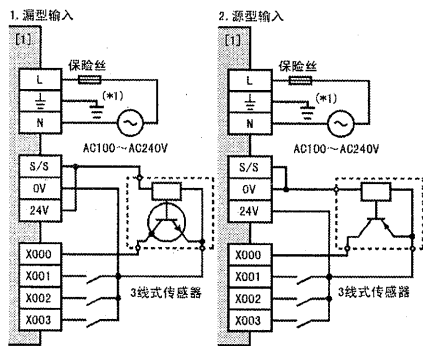 1.漏型输入
[1]
L
保险丝
(*1)
N
AC100～AC240V
S/S
0V
24V
X000
X001
X002
X003
3线式传感器
2.源型输入
[1]
L
保险丝
(*1)
N
AC100～AC240V
S/S
0V
24V
X000
X001
X002
X003
3线式传感器